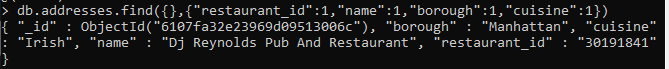 > db.addresses.find({},{"restaurant_id":1,"name":1,"borough":1,"cuisine":1})
{ "_id" : ObjectId("6107fa32e23969d09513006c"), "borough" : "Manhattan", "cuisine"
: "Irish", "name" : "Dj Reynolds Pub And Restaurant", "restaurant_id" : "30191841"
}